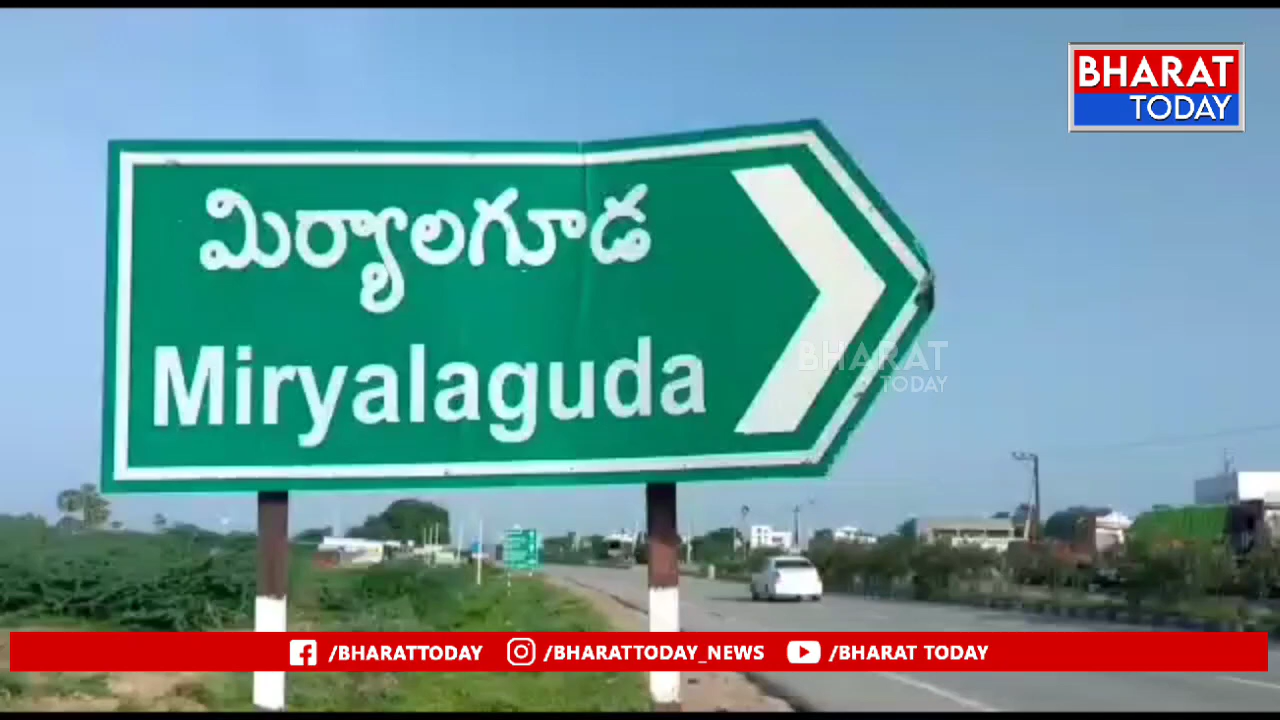 BHARAT
TODAY
మిర్యాలగూడ
Miryalaguda
BHARAT
TODAY
/BHARATTODAY
/BHARATTODAY_NEWS
/BHARAT TODAY